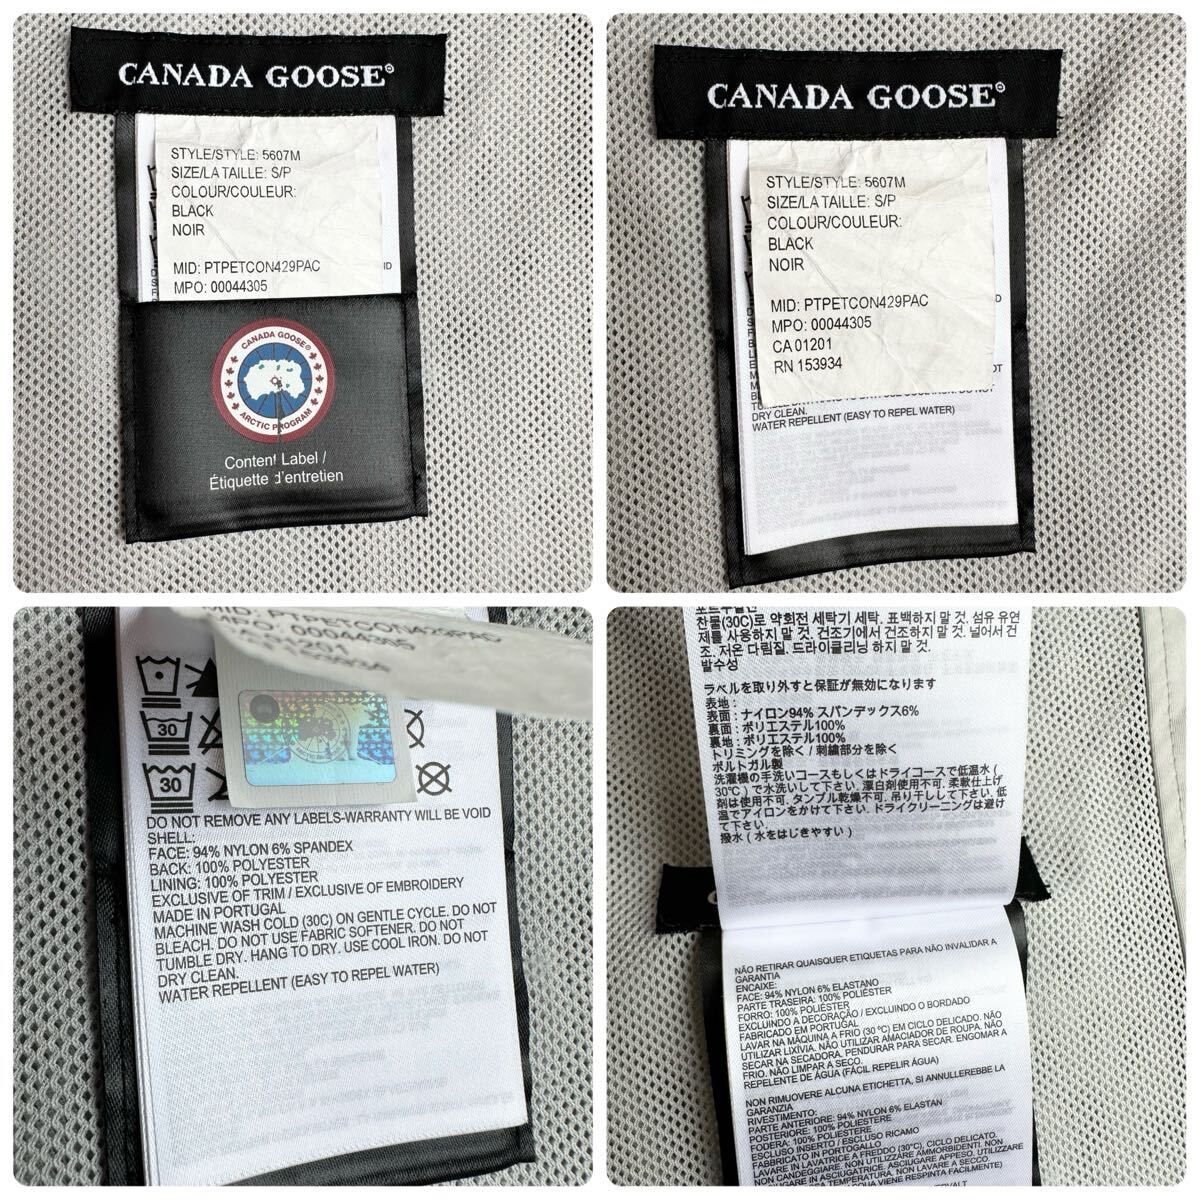 CANADA GOOSE®
STYLE/STYLE: 5607M
SIZE/LA TAILLE: S/P
COLOUR/COULEUR:
BLACK
NOIR
MID: PTPETCON429PAC
MPO: 00044305
CANADA GOOSE®
ARCTIC PROGRAM
Content Label /
Étiquette d'entretien
CANADA GOOSE®
STYLE/STYLE: 5607M
SIZE/LA TAILLE: S/P
COLOUR/COULEUR:
BLACK
NOIR
MID: PTPETCON429PAC
MPO: 00044305
CA 01201
RN 153934
DRY CLEAN.
WATER REPELLENT (EASY TO REPEL WATER)
MID: PTPETCON429PAC
MPO: 00044305
30
30
DO NOT REMOVE ANY LABELS-WARRANTY WILL BE VOID
SHELL:
FACE: 94% NYLON 6% SPANDEX
BACK: 100% POLYESTER
LINING: 100% POLYESTER
EXCLUSIVE OF TRIM / EXCLUSIVE OF EMBROIDERY
MADE IN PORTUGAL
MACHINE WASH COLD (30C) ON GENTLE CYCLE. DO NOT
BLEACH. DO NOT USE FABRIC SOFTENER. DO NOT
TUMBLE DRY. HANG TO DRY. USE COOL IRON. DO NOT
DRY CLEAN.
WATER REPELLENT (EASY TO REPEL WATER)
찬물(30C)로 약회전 세탁기 세탁. 표백하지 말 것. 섬유 유연
제를 사용하지 말 것. 건조기에서 건조하지 말 것. 널어서 건
조. 저온 다림질. 드라이클리닝 하지 말 것.
발수성
ラベルを取り外すと保証が無効になります
表地:
表面:ナイロン94% スパンデックス6%
裏面:ポリエステル100%
裏地:ポリエステル100%
トリミングを除く / 刺繍部分を除く
ポルトガル製
洗濯機の手洗いコースもしくはドライコースで低温水(
30℃)で水洗いして下さい. 漂白剤使用不可. 柔軟仕上げ
剤は使用不可. タンブル乾燥不可. 吊り干しして下さい. 低
温でアイロンをかけて下さい. ドライクリーニングは避け
て下さい.
撥水(水をはじきやすい)
NÃO RETIRAR QUAISQUER ETIQUETAS PARA NÃO INVALIDAR A
GARANTIA
ENCAIXE:
FACE: 94% NYLON 6% ELASTANO
PARTE TRASEIRA: 100% POLIÉSTER
FORRO: 100% POLIÉSTER
EXCLUINDO A DECORAÇÃO / EXCLUINDO O BORDADO
FABRICADO EM PORTUGAL
LAVAR NA MÁQUINA A FRIO (30 ºC) EM CICLO DELICADO. NÃO
UTILIZAR LIXÍVIA. NÃO UTILIZAR AMACIADOR DE ROUPA. NÃO
SECAR NA SECADORA. PENDURAR PARA SECAR. ENGOMAR A
FRIO. NÃO LIMPAR A SECO.
REPELENTE DE ÁGUA (FÁCIL REPELIR ÁGUA)
NON RIMUOVERE ALCUNA ETICHETTA, SI ANNULLEREBBE LA
GARANZIA
RIVESTIMENTO:
PARTE ANTERIORE: 94% NYLON 6% ELASTAN
POSTERIORE: 100% POLIESTERE
FODERA: 100% POLIESTERE
ESCLUSO INSERTO / ESCLUSO RICAMO
FABBRICATO IN PORTOGALLO
LAVARE IN LAVATRICE A FREDDO (30°C), CICLO DELICATO.
NON CANDEGGIARE. NON UTILIZZARE AMMORBIDENTI. NON